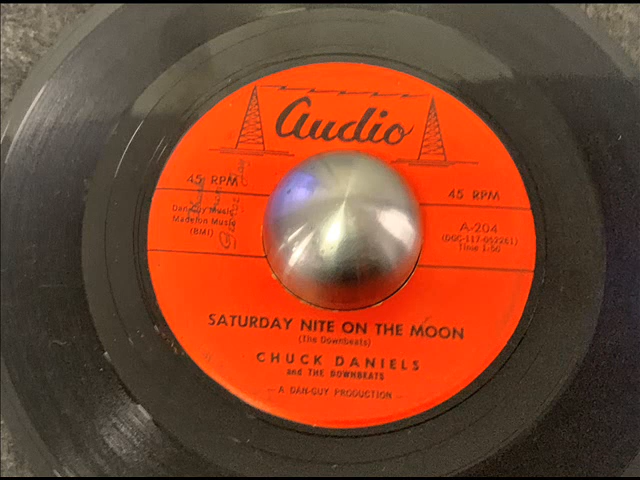 Audio
45 RPM
45 RPM
Dan-Guy Music
Madelon Music
(BMI)
A-204
Time 1-50
SATURDAY NITE ON THE MOON
(The Downbeats)
CHUCK DANIELS
and THE DOWNBEATS
— A DAN-GUY PRODUCTION —